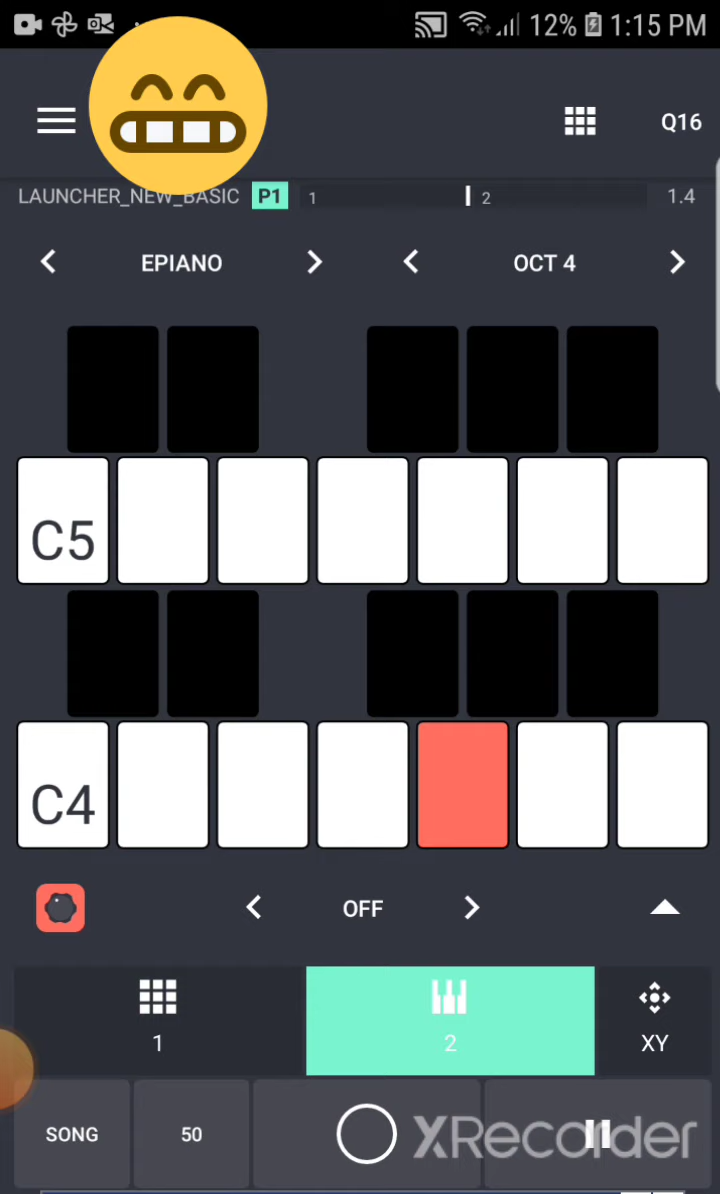 12% 1:15 PM
Q16
LAUNCHER_NEW_BASIC P1 1 2 1.4
EPIANO OCT 4
C5
C4
OFF
1 2 XY
SONG 50 XRecorder